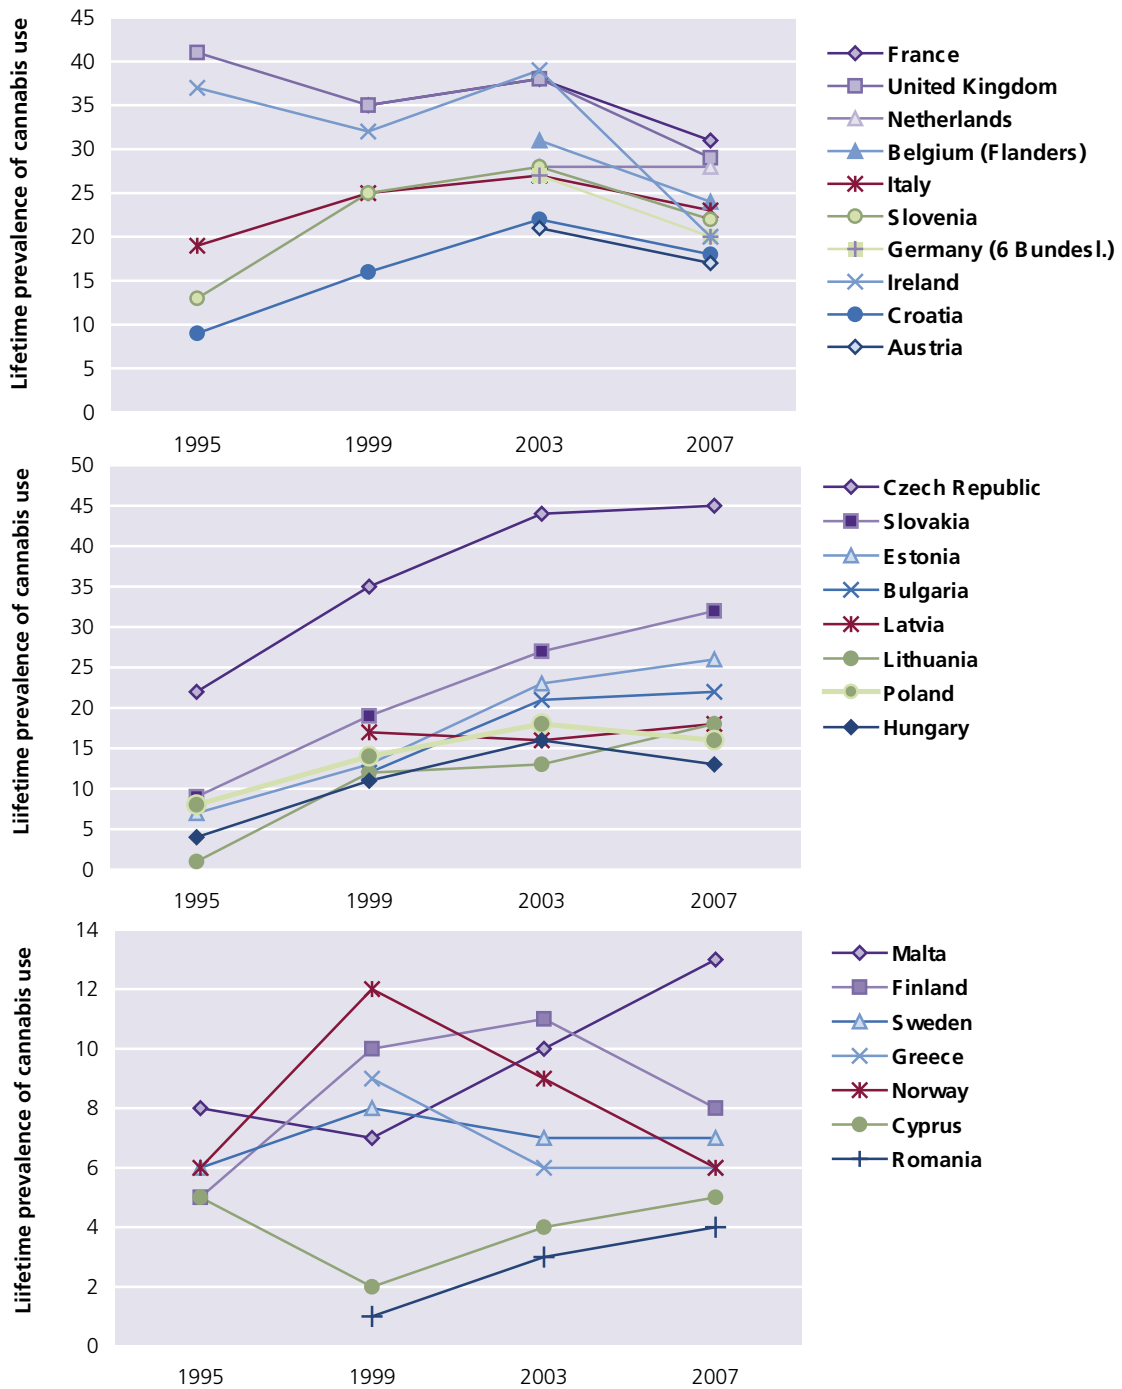 Lifetime prevalence of cannabis use
45
40
35
30
25
20
15
10
5
0
1995 1999 2003 2007
France
United Kingdom
Netherlands
Belgium (Flanders)
Italy
Slovenia
Germany (6 Bundesl.)
Ireland
Croatia
Austria
Liifetime prevalence of cannabis use
50
45
40
35
30
25
20
15
10
5
0
1995 1999 2003 2007
Czech Republic
Slovakia
Estonia
Bulgaria
Latvia
Lithuania
Poland
Hungary
Liifetime prevalence of cannabis use
14
12
10
8
6
4
2
0
1995 1999 2003 2007
Malta
Finland
Sweden
Greece
Norway
Cyprus
Romania